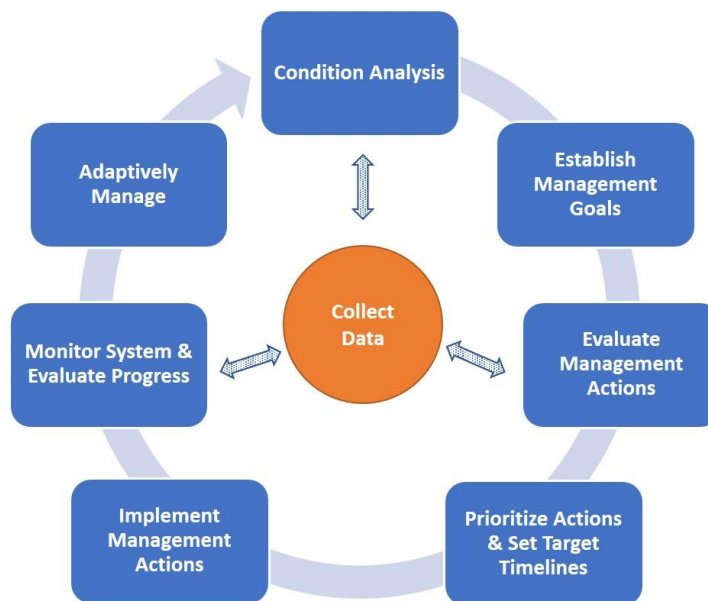 Condition Analysis
Establish
Management
Goals
Evaluate
Management
Actions
Prioritize Actions
& Set Target
Timelines
Implement
Management
Actions
Monitor System &
Evaluate Progress
Adaptively
Manage
Collect
Data